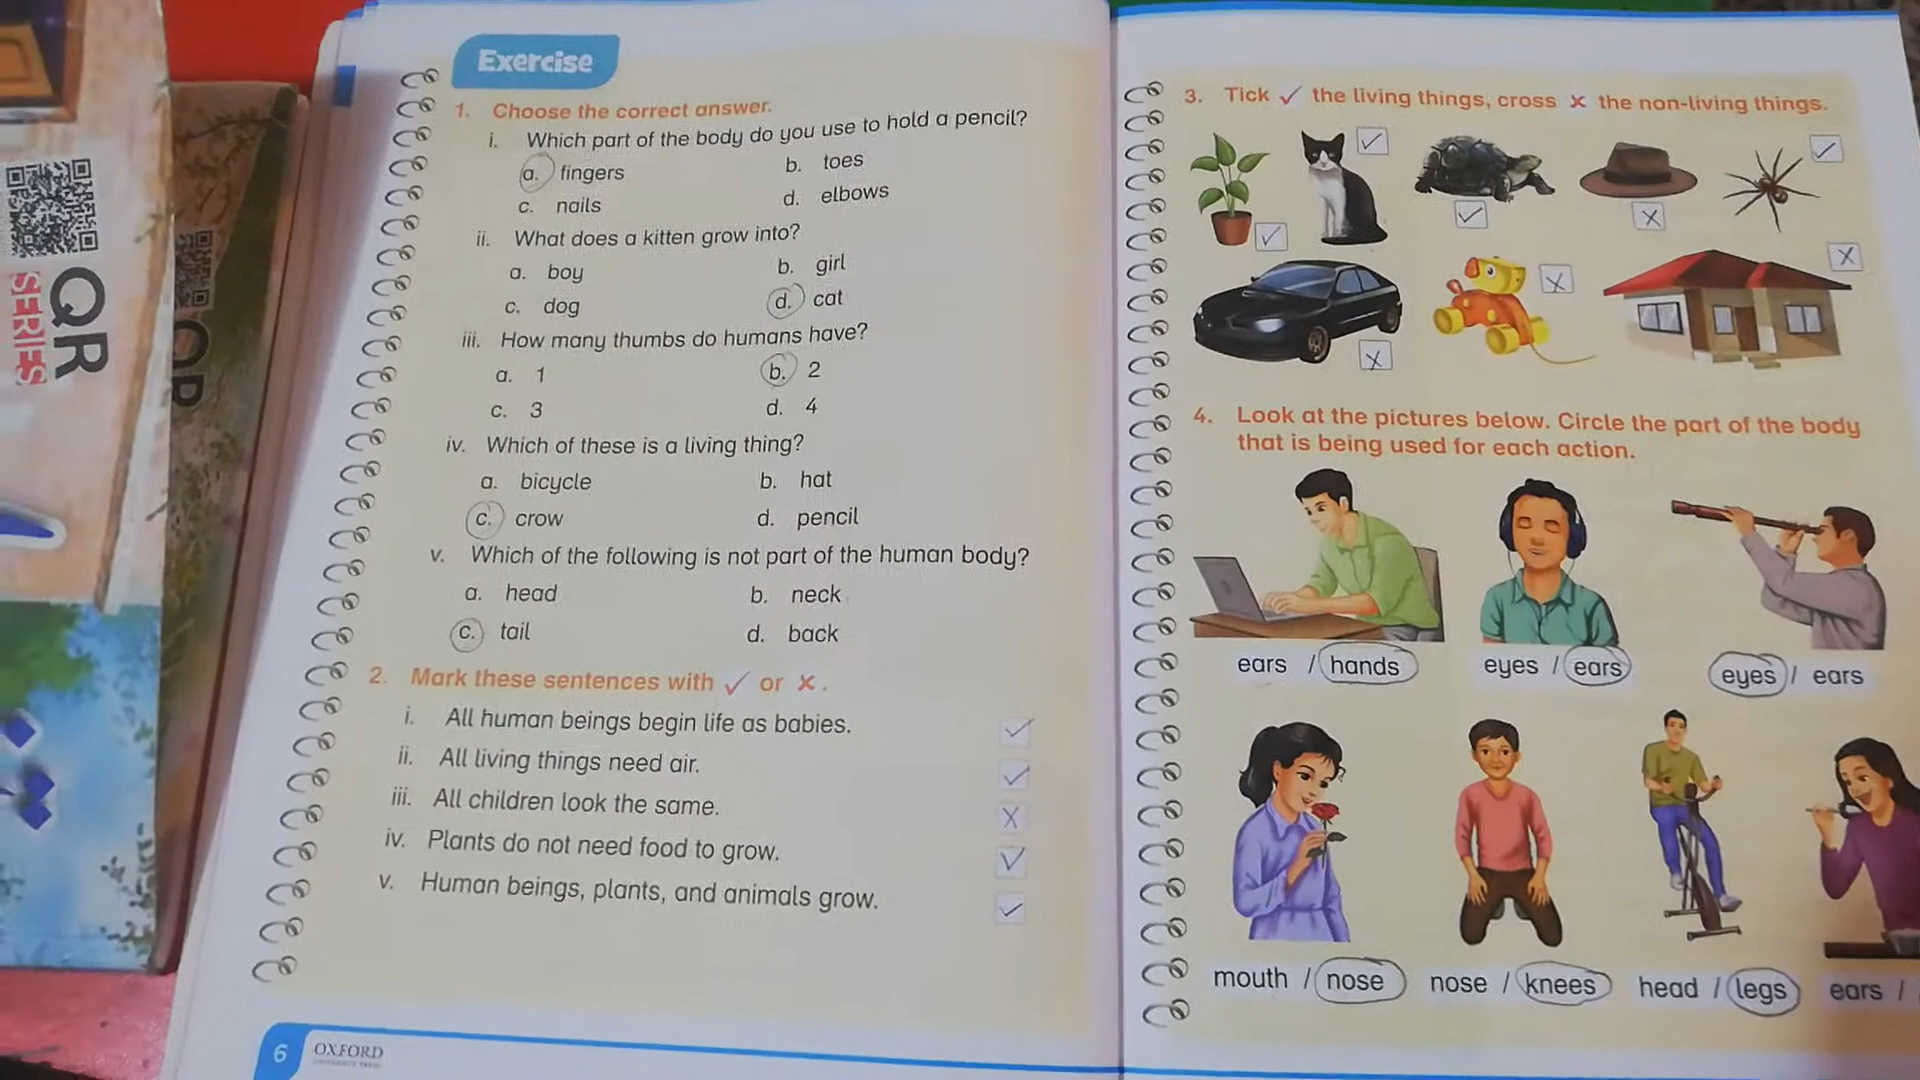 QR
SERIES
QR
Exercise
1. Choose the correct answer.
i. Which part of the body do you use to hold a pencil?
a. fingers b. toes
c. nails d. elbows
ii. What does a kitten grow into?
a. boy b. girl
c. dog d. cat
iii. How many thumbs do humans have?
a. 1 b. 2
c. 3 d. 4
iv. Which of these is a living thing?
a. bicycle b. hat
c. crow d. pencil
v. Which of the following is not part of the human body?
a. head b. neck
c. tail d. back
2. Mark these sentences with ✓ or ×.
i. All human beings begin life as babies. ✓
ii. All living things need air. ✓
iii. All children look the same. X
iv. Plants do not need food to grow. ✓
v. Human beings, plants, and animals grow. ✓
6 OXFORD
UNIVERSITY PRESS
3. Tick ✓ the living things, cross × the non-living things.
4. Look at the pictures below. Circle the part of the body
that is being used for each action.
ears / hands eyes / ears eyes / ears
mouth / nose nose / knees head / legs ears /